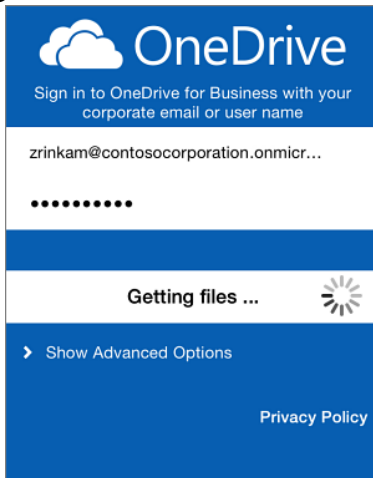 OneDrive
Sign in to OneDrive for Business with your
corporate email or user name
zrinkam@contosocorporation.onmicr...
••••••••••
Getting files ...
Show Advanced Options
Privacy Policy